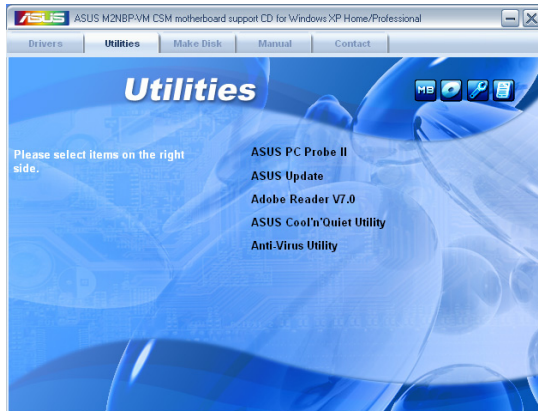 ASUS ASUS M2NBP-VM CSM motherboard support CD for Windows XP Home/Professional
Drivers Utilities Make Disk Manual Contact
Utilities
MB
Please select items on the right
side.
ASUS PC Probe II
ASUS Update
Adobe Reader V7.0
ASUS Cool'n'Quiet Utility
Anti-Virus Utility